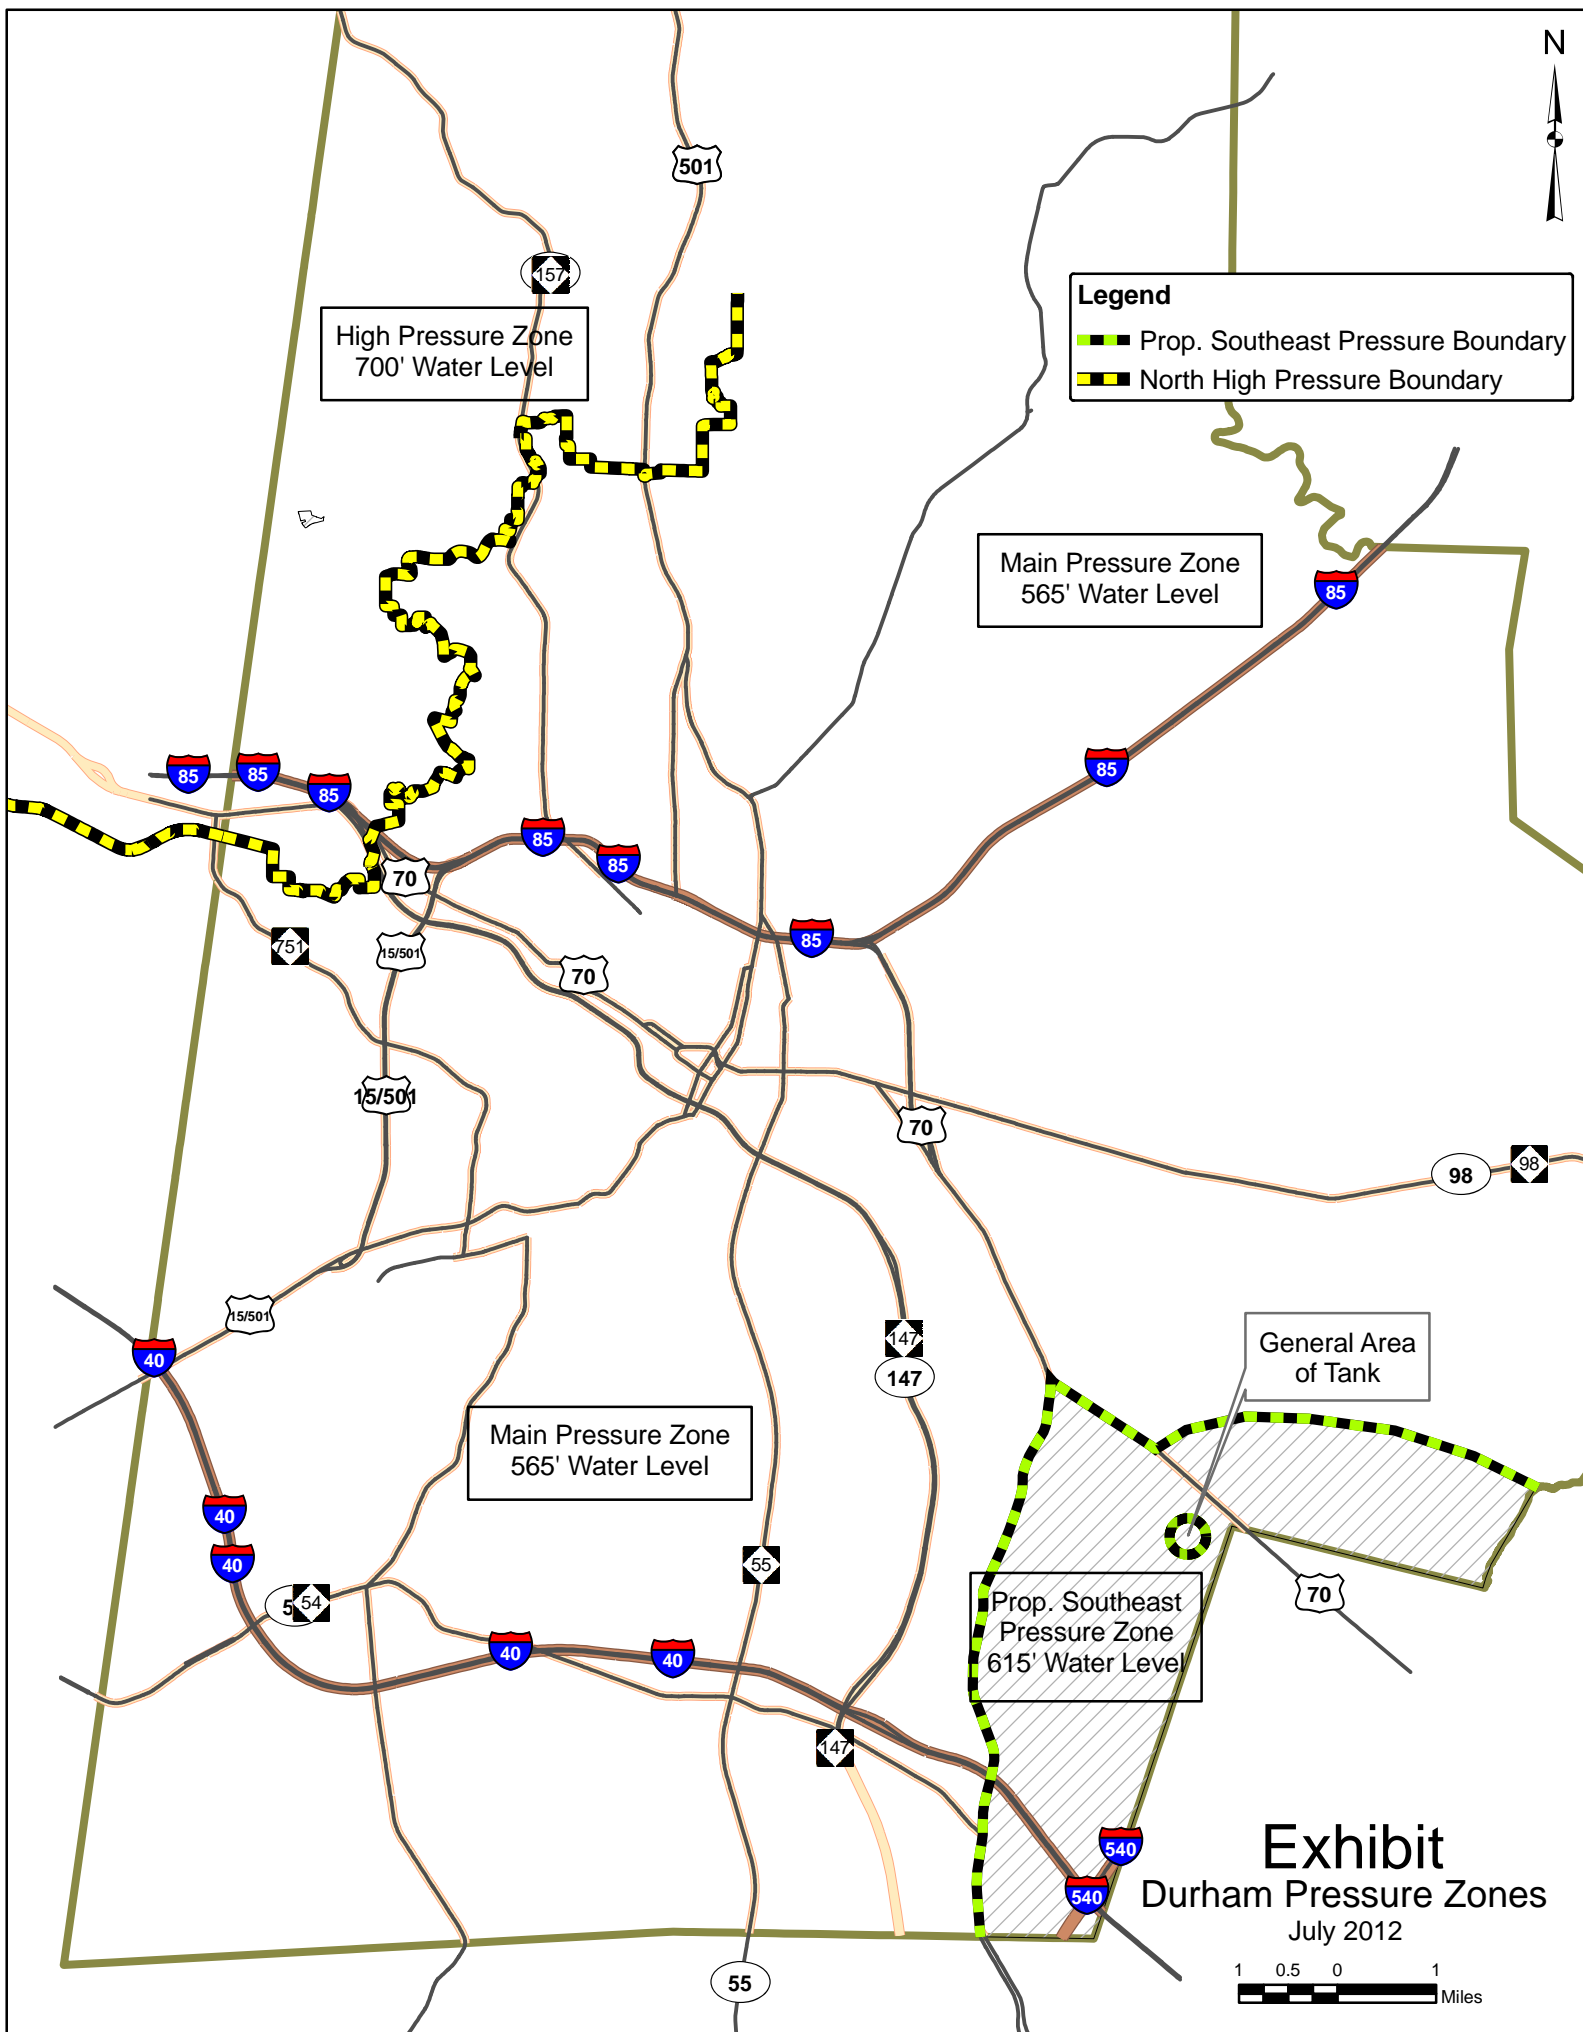 N
501
157
High Pressure Zone
700' Water Level
Legend
Prop. Southeast Pressure Boundary
North High Pressure Boundary
Main Pressure Zone
565' Water Level
85
85
85
85
85
85
85
85
70
751
15/501
70
15/501
70
98
98
15/501
40
147
147
General Area
of Tank
Main Pressure Zone
565' Water Level
40
40
55
5
54
70
Prop. Southeast
Pressure Zone
615' Water Level
40
40
147
540
540
Exhibit
Durham Pressure Zones
July 2012
55
1 0.5 0 1
Miles